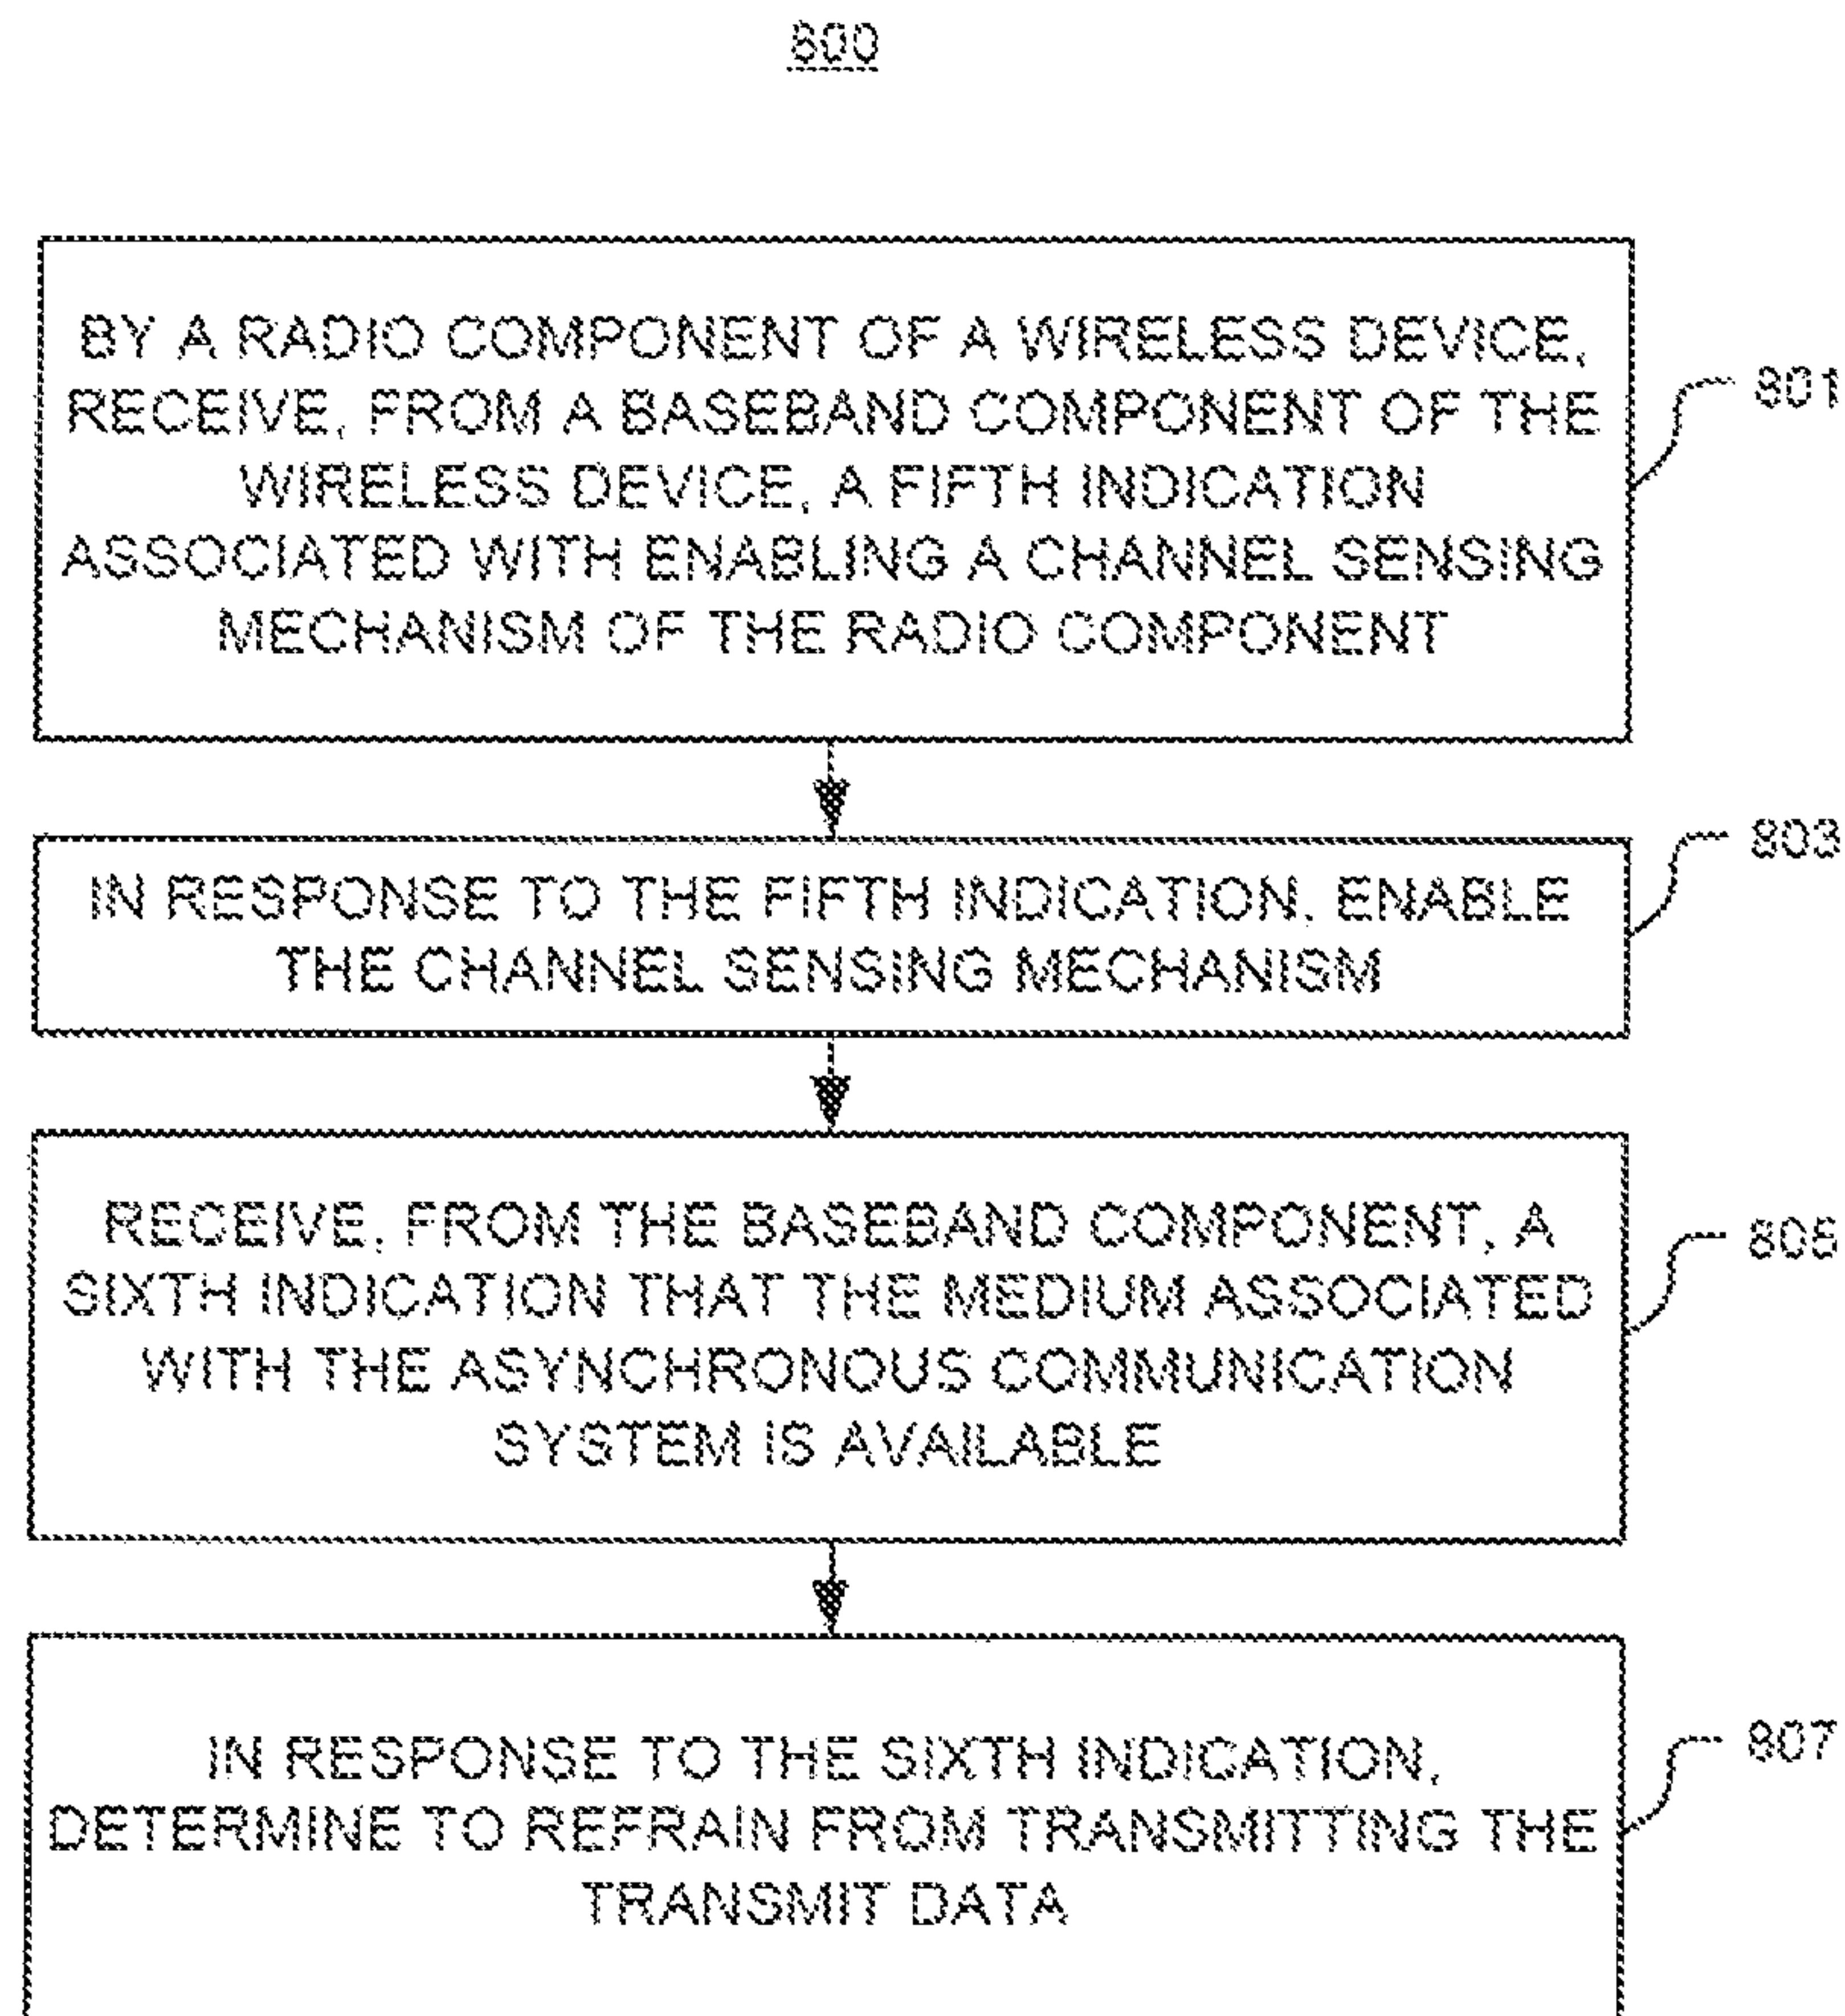 800
BY A RADIO COMPONENT OF A WIRELESS DEVICE,
RECEIVE, FROM A BASEBAND COMPONENT OF THE
WIRELESS DEVICE, A FIFTH INDICATION
ASSOCIATED WITH ENABLING A CHANNEL SENSING
MECHANISM OF THE RADIO COMPONENT
801
IN RESPONSE TO THE FIFTH INDICATION, ENABLE
THE CHANNEL SENSING MECHANISM
803
RECEIVE, FROM THE BASEBAND COMPONENT, A
SIXTH INDICATION THAT THE MEDIUM ASSOCIATED
WITH THE ASYNCHRONOUS COMMUNICATION
SYSTEM IS AVAILABLE
805
IN RESPONSE TO THE SIXTH INDICATION,
DETERMINE TO REFRAIN FROM TRANSMITTING THE
TRANSMIT DATA
807